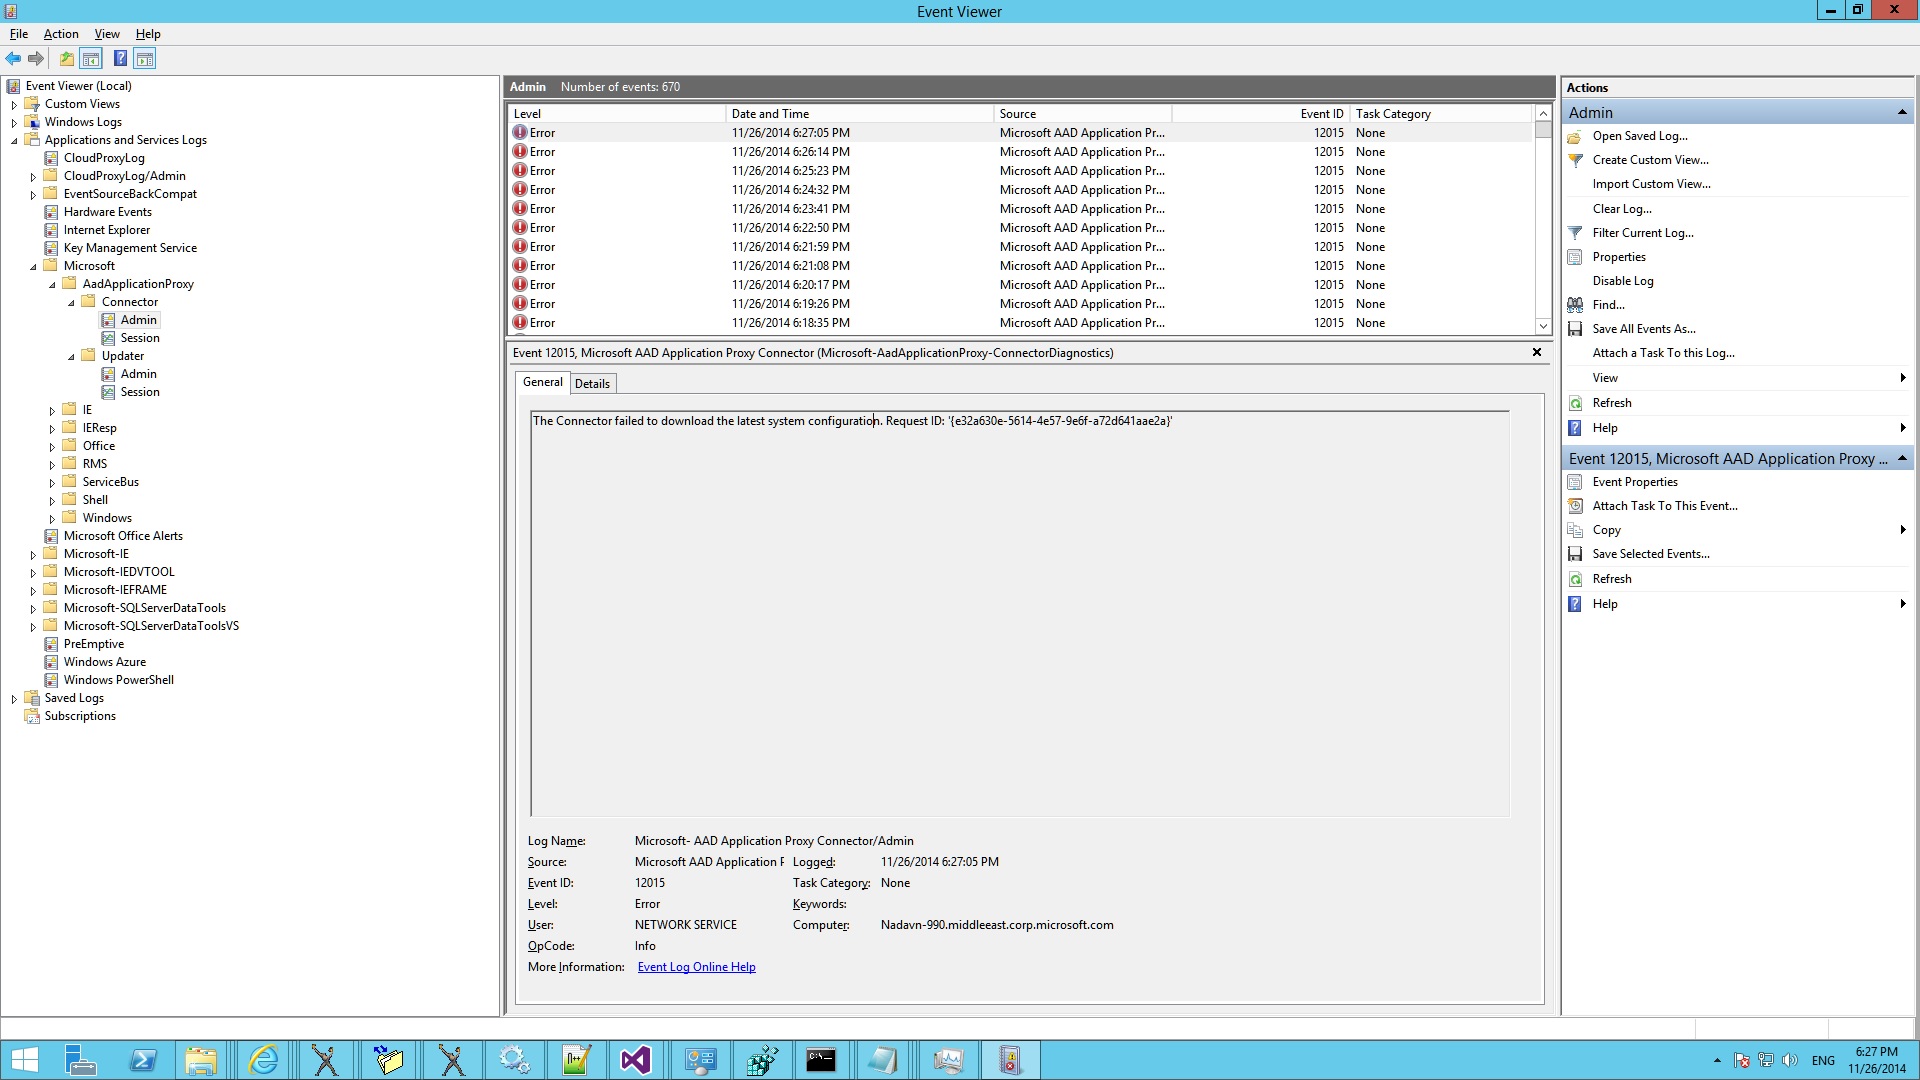 Event Viewer
File Action View Help
Event Viewer (Local)
Custom Views
Windows Logs
Applications and Services Logs
CloudProxyLog
CloudProxyLog/Admin
EventSourceBackCompat
Hardware Events
Internet Explorer
Key Management Service
Microsoft
AadApplicationProxy
Connector
Admin
Session
Updater
Admin
Session
IE
IEResp
Office
RMS
ServiceBus
Shell
Windows
Microsoft Office Alerts
Microsoft-IE
Microsoft-IEDVTOOL
Microsoft-IEFRAME
Microsoft-SQLServerDataTools
Microsoft-SQLServerDataToolsVS
PreEmptive
Windows Azure
Windows PowerShell
Saved Logs
Subscriptions
Admin Number of events: 670
Level Date and Time Source Event ID Task Category
Error 11/26/2014 6:27:05 PM Microsoft AAD Application Pr... 12015 None
Error 11/26/2014 6:26:14 PM Microsoft AAD Application Pr... 12015 None
Error 11/26/2014 6:25:23 PM Microsoft AAD Application Pr... 12015 None
Error 11/26/2014 6:24:32 PM Microsoft AAD Application Pr... 12015 None
Error 11/26/2014 6:23:41 PM Microsoft AAD Application Pr... 12015 None
Error 11/26/2014 6:22:50 PM Microsoft AAD Application Pr... 12015 None
Error 11/26/2014 6:21:59 PM Microsoft AAD Application Pr... 12015 None
Error 11/26/2014 6:21:08 PM Microsoft AAD Application Pr... 12015 None
Error 11/26/2014 6:20:17 PM Microsoft AAD Application Pr... 12015 None
Error 11/26/2014 6:19:26 PM Microsoft AAD Application Pr... 12015 None
Error 11/26/2014 6:18:35 PM Microsoft AAD Application Pr... 12015 None
Event 12015, Microsoft AAD Application Proxy Connector (Microsoft-AadApplicationProxy-ConnectorDiagnostics)
General Details
The Connector failed to download the latest system configuration. Request ID: '{e32a630e-5614-4e57-9e6f-a72d641aae2a}'
Log Name: Microsoft- AAD Application Proxy Connector/Admin
Source: Microsoft AAD Application P Logged: 11/26/2014 6:27:05 PM
Event ID: 12015 Task Category: None
Level: Error Keywords:
User: NETWORK SERVICE Computer: Nadavn-990.middleeast.corp.microsoft.com
OpCode: Info
More Information: Event Log Online Help
Actions
Admin
Open Saved Log...
Create Custom View...
Import Custom View...
Clear Log...
Filter Current Log...
Properties
Disable Log
Find...
Save All Events As...
Attach a Task To this Log...
View
Refresh
Help
Event 12015, Microsoft AAD Application Proxy ...
Event Properties
Attach Task To This Event...
Copy
Save Selected Events...
Refresh
Help
ENG
6:27 PM
11/26/2014